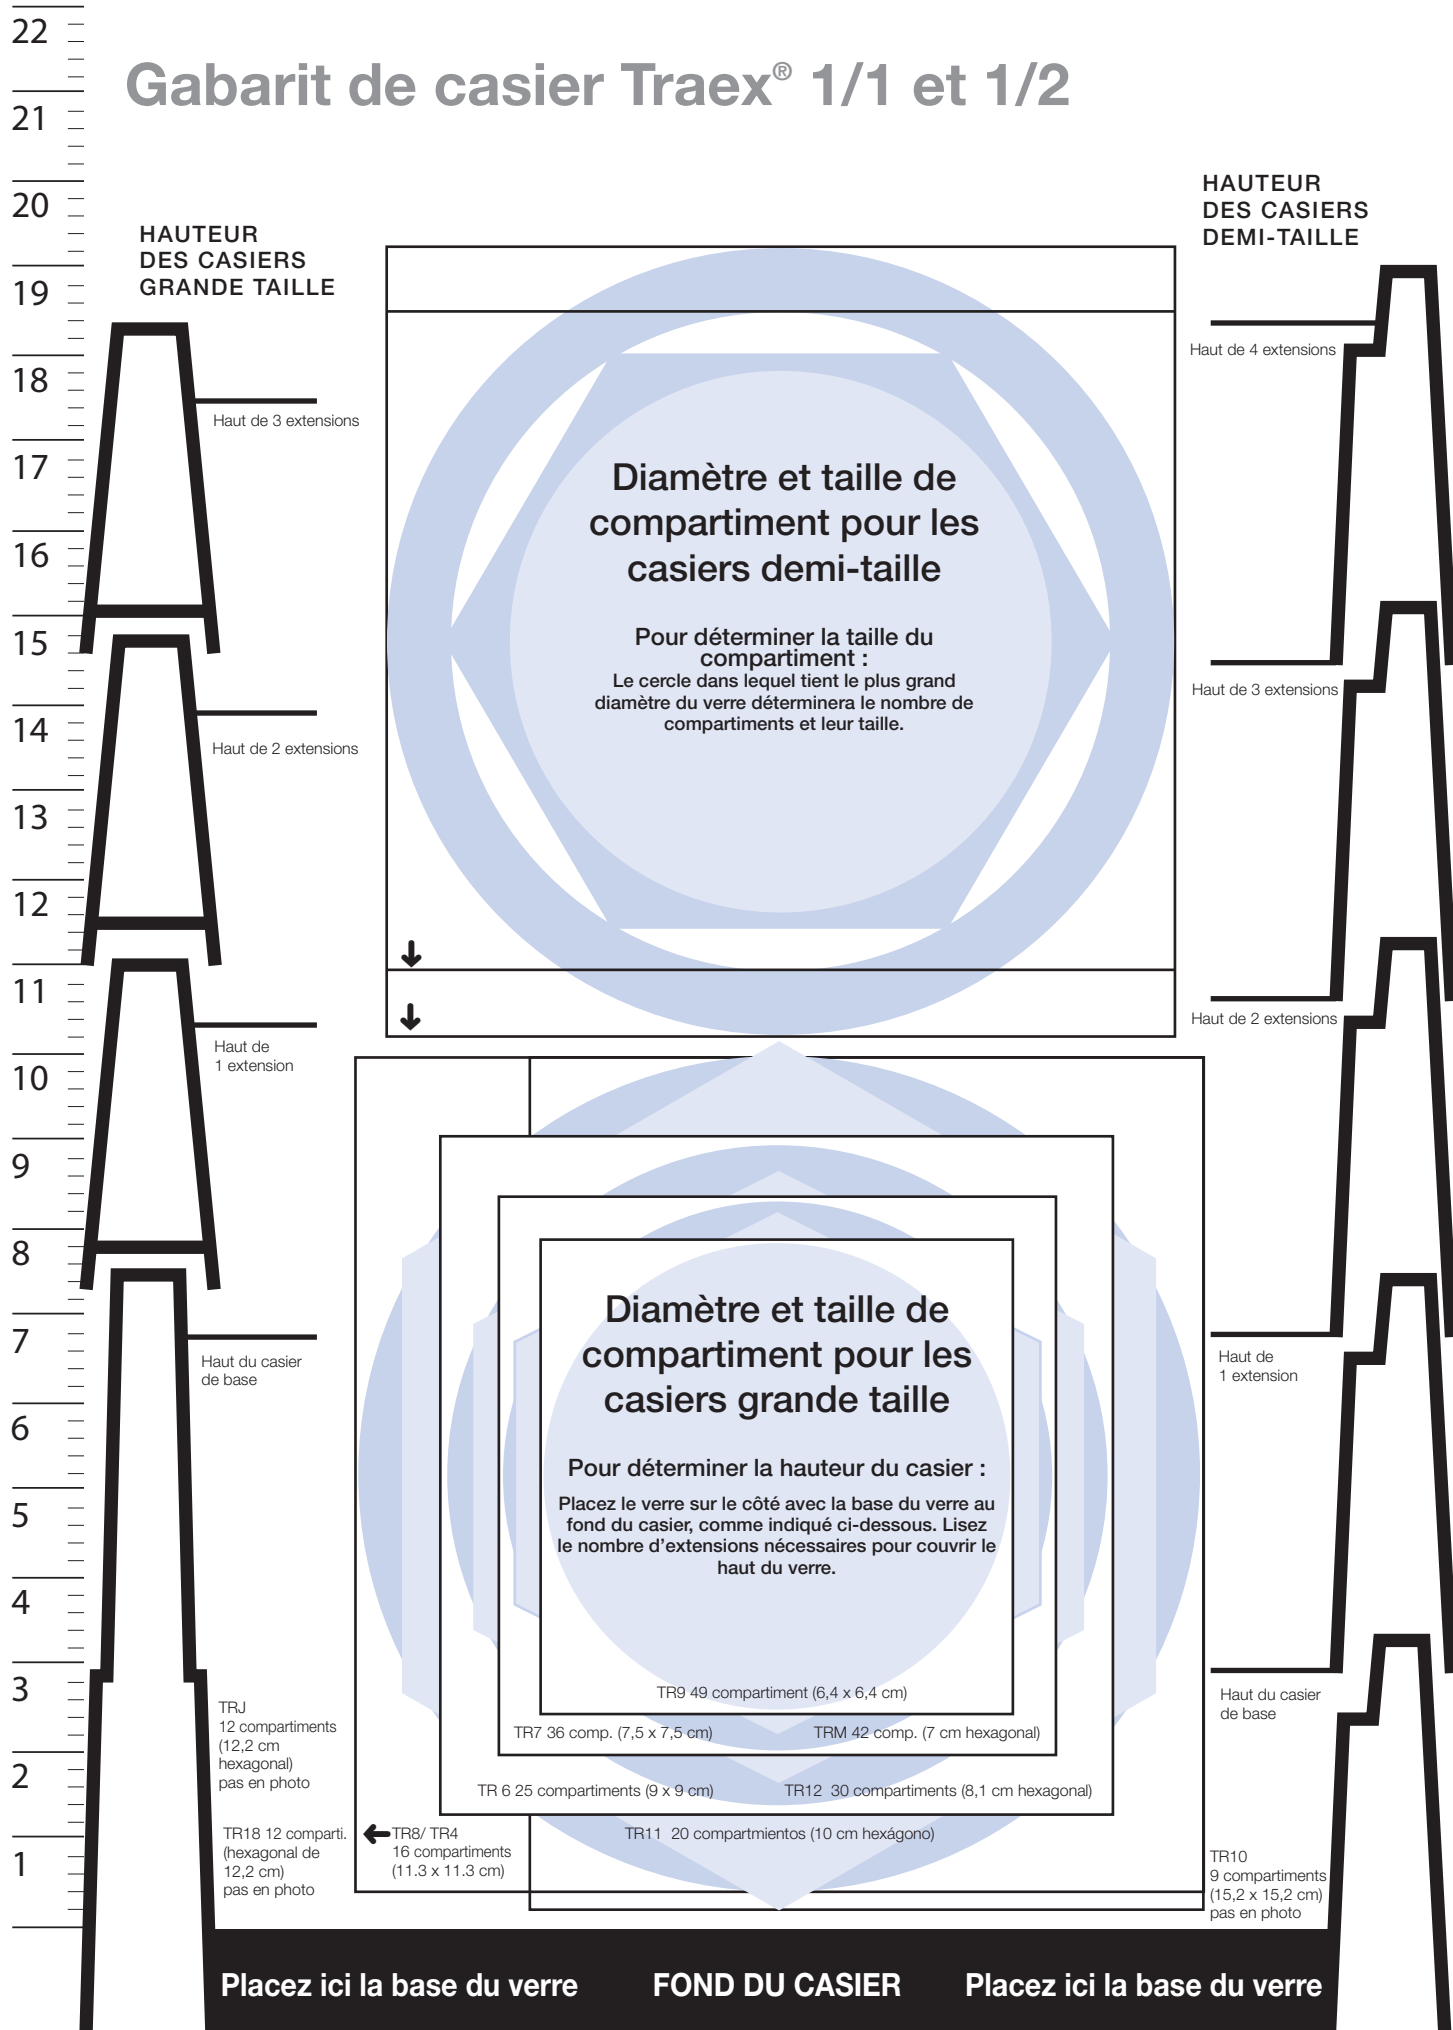 Gabarit de casier Traex® 1/1 et 1/2
22
21
20
19
18
17
16
15
14
13
12
11
10
9
8
7
6
5
4
3
2
1
HAUTEUR
DES CASIERS
GRANDE TAILLE
Haut de 3 extensions
Haut de 2 extensions
Haut de
1 extension
Haut du casier
de base
TRJ
12 compartiments
(12,2 cm
hexagonal)
pas en photo
TR18 12 comparti.
(hexagonal de
12,2 cm)
pas en photo
Diamètre et taille de
compartiment pour les
casiers demi-taille
Pour déterminer la taille du
compartiment :
Le cercle dans lequel tient le plus grand
diamètre du verre déterminera le nombre de
compartiments et leur taille.
Diamètre et taille de
compartiment pour les
casiers grande taille
Pour déterminer la hauteur du casier :
Placez le verre sur le côté avec la base du verre au
fond du casier, comme indiqué ci-dessous. Lisez
le nombre d’extensions nécessaires pour couvrir le
haut du verre.
TR9 49 compartiment (6,4 x 6,4 cm)
TR7 36 comp. (7,5 x 7,5 cm)
TRM 42 comp. (7 cm hexagonal)
TR 6 25 compartiments (9 x 9 cm)
TR12  30 compartiments (8,1 cm hexagonal)
TR8/ TR4
16 compartiments
(11.3 x 11.3 cm)
TR11  20 compartmientos (10 cm hexágono)
HAUTEUR
DES CASIERS
DEMI-TAILLE
Haut de 4 extensions
Haut de 3 extensions
Haut de 2 extensions
Haut de
1 extension
Haut du casier
de base
TR10
9 compartiments
(15,2 x 15,2 cm)
pas en photo
Placez ici la base du verre
FOND DU CASIER
Placez ici la base du verre